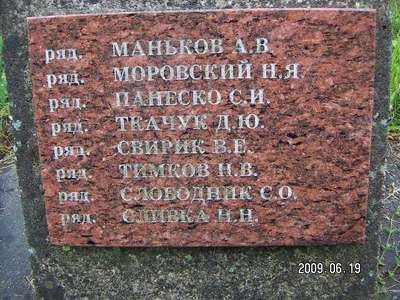 ряд. МАНЬКОВ А.В.
ряд. МОРОВСКИЙ Н.Я
ряд. ПАНЕСКО С.И.
ряд. ТКАЧУК Д.Ю.
ряд. СВИРИК В.Е.
ряд. ТИМКОВ Н.В.
ряд. СЛОБОДНИК С.О.
ряд. СЛИВКА Н.Н.
2009.06.19